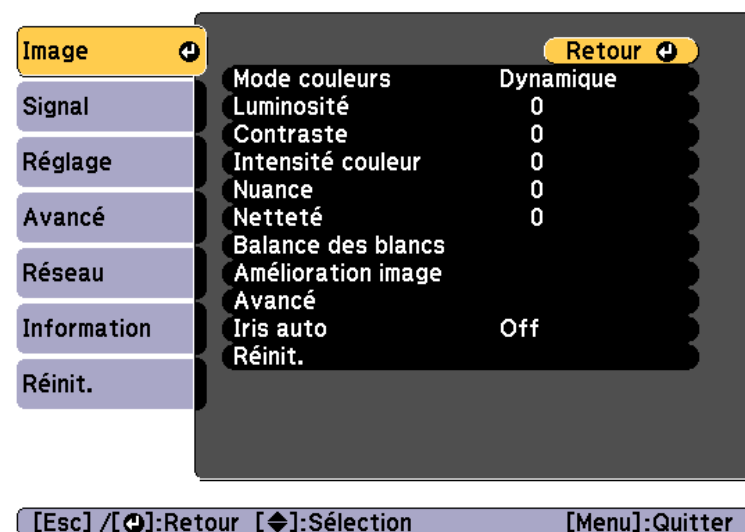 Image
Signal
Réglage
Avancé
Réseau
Information
Réinit.
Retour
Mode couleurs Dynamique
Luminosité 0
Contraste 0
Intensité couleur 0
Nuance 0
Netteté 0
Balance des blancs
Amélioration image
Avancé
Iris auto Off
Réinit.
[Esc] /[⏎]:Retour [◆]:Sélection [Menu]:Quitter